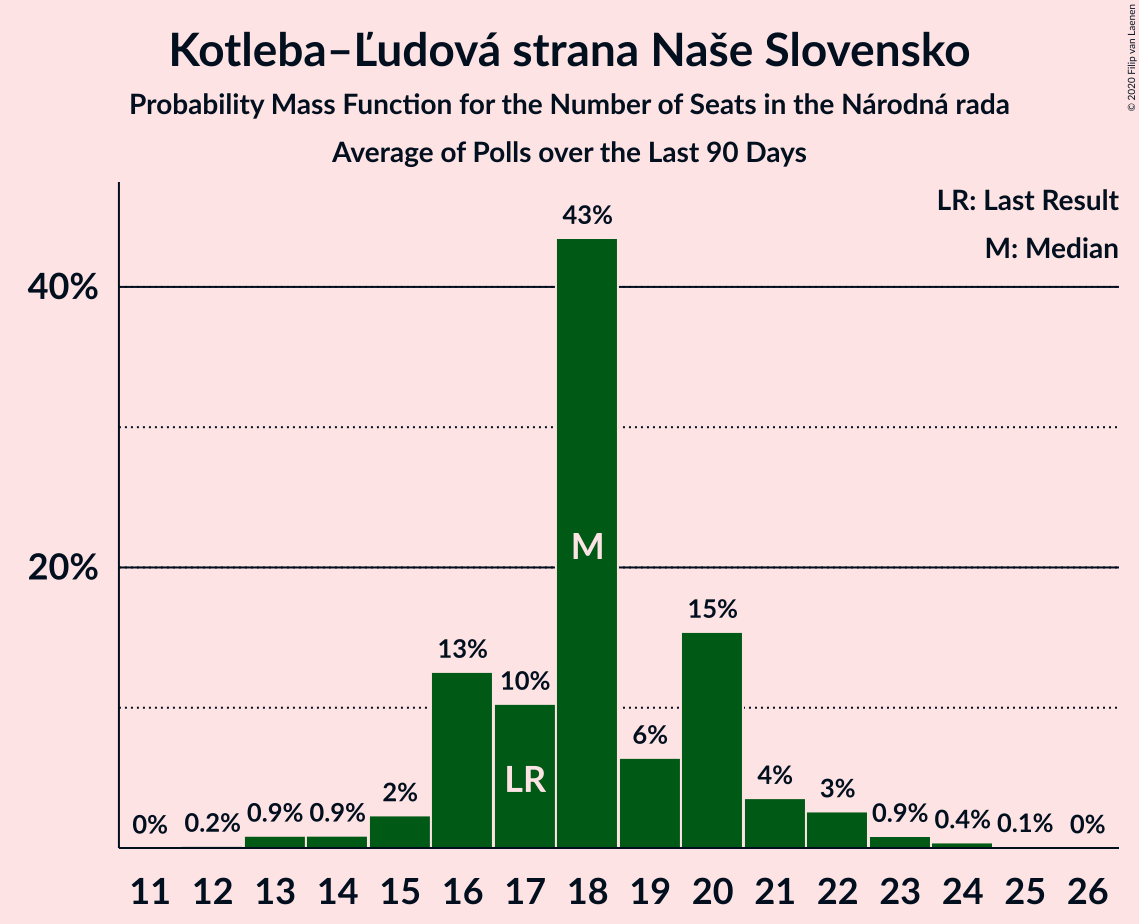 Kotleba–Ľudová strana Naše Slovensko
Probability Mass Function for the Number of Seats in the Národná rada
Average of Polls over the Last 90 Days
© 2020 Filip van Laenen
LR: Last Result
M: Median
40%
20%
0%
0.2%
0.9%
0.9%
2%
13%
10%
43%
6%
15%
4%
3%
0.9%
0.4%
0.1%
0%
M
LR
11 12 13 14 15 16 17 18 19 20 21 22 23 24 25 26